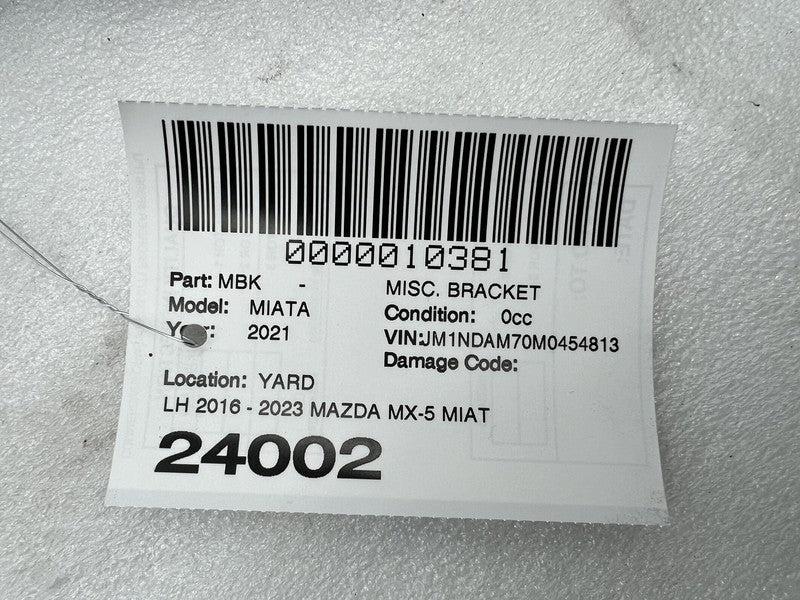 0000010381
Part: MBK - MISC. BRACKET
Model: MIATA Condition: 0cc
Year: 2021 VIN:JM1NDAM70M0454813
Damage Code:
Location: YARD
LH 2016 - 2023 MAZDA MX-5 MIAT
24002